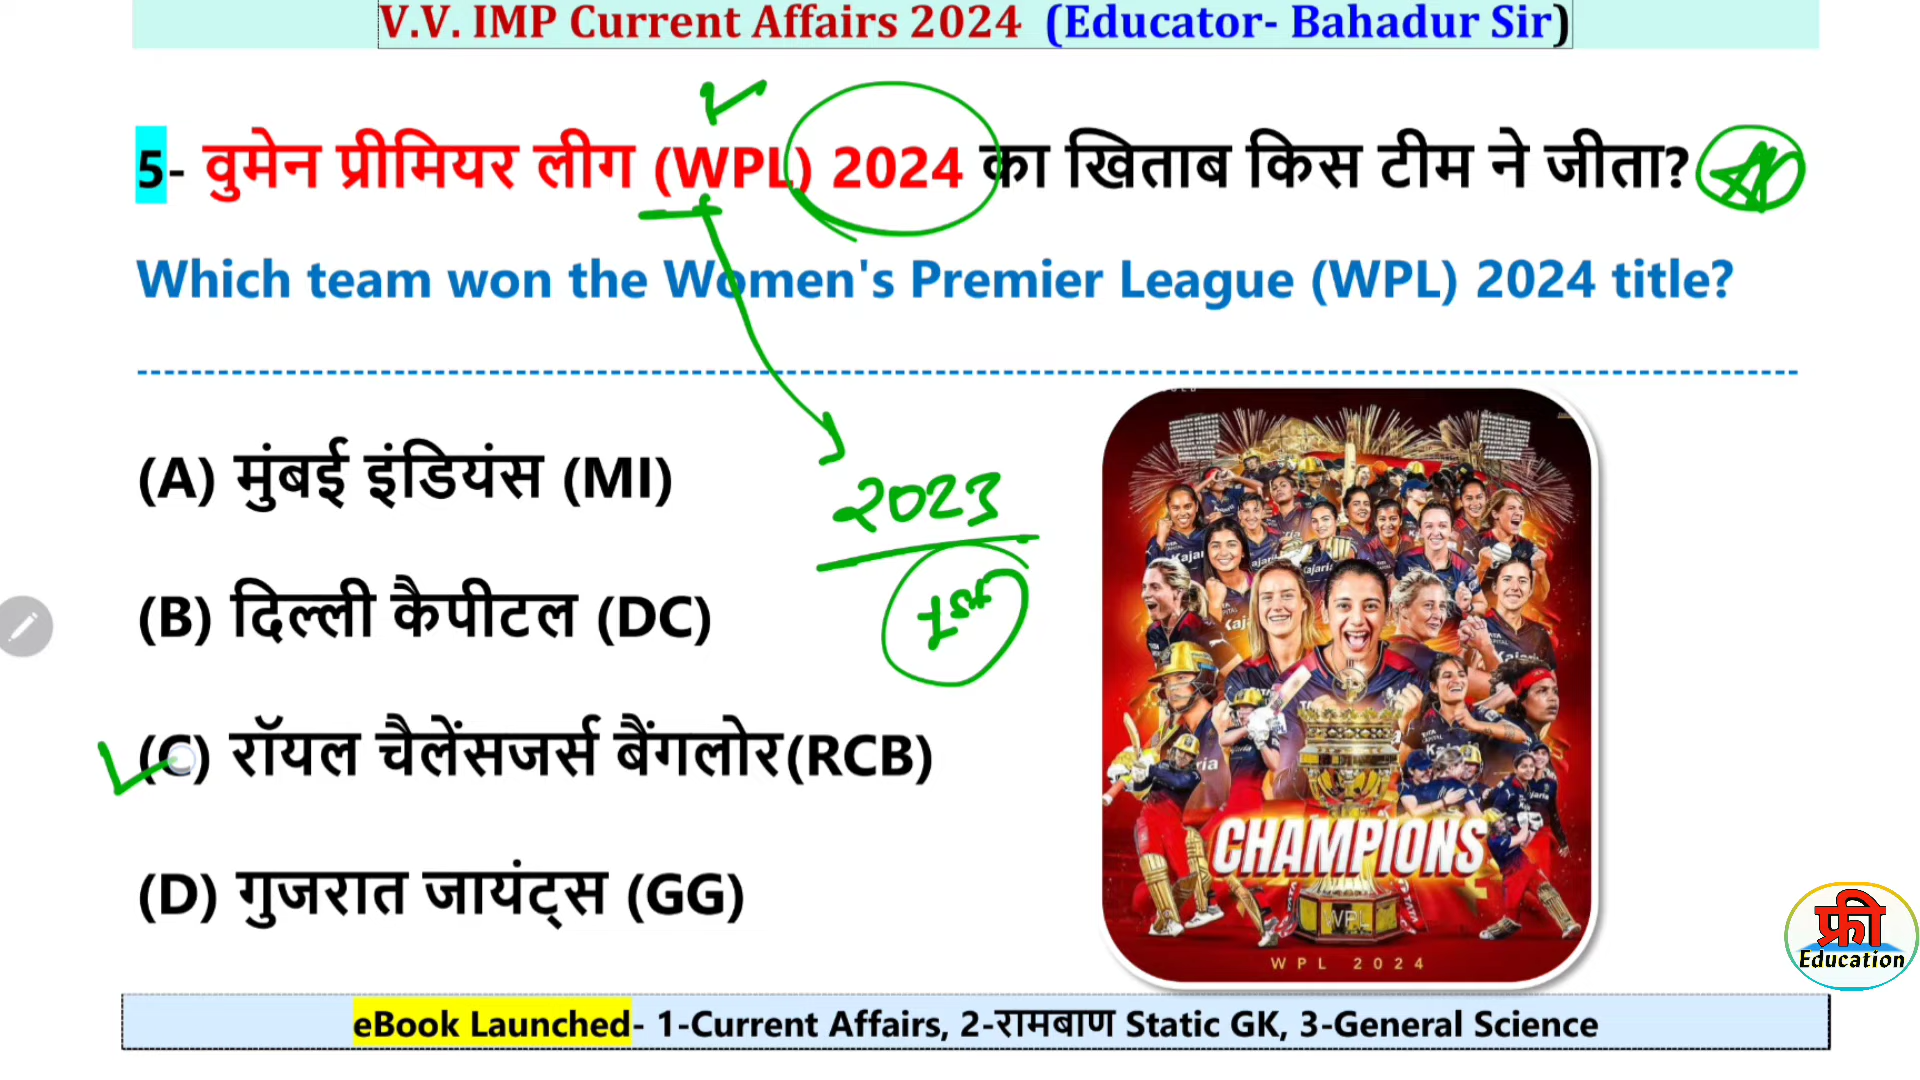 V.V. IMP Current Affairs 2024 (Educator- Bahadur Sir)
5- वुमेन प्रीमियर लीग (WPL) 2024 का खिताब किस टीम ने जीता?
Which team won the Women's Premier League (WPL) 2024 title?
(A) मुंबई इंडियंस (MI)
2023
1st
(B) दिल्ली कैपीटल (DC)
(C) रॉयल चैलेंसजर्स बैंगलोर(RCB)
(D) गुजरात जायंट्स (GG)
CHAMPIONS
WPL
WPL 2024
फ्री
Education
eBook Launched- 1-Current Affairs, 2-रामबाण Static GK, 3-General Science